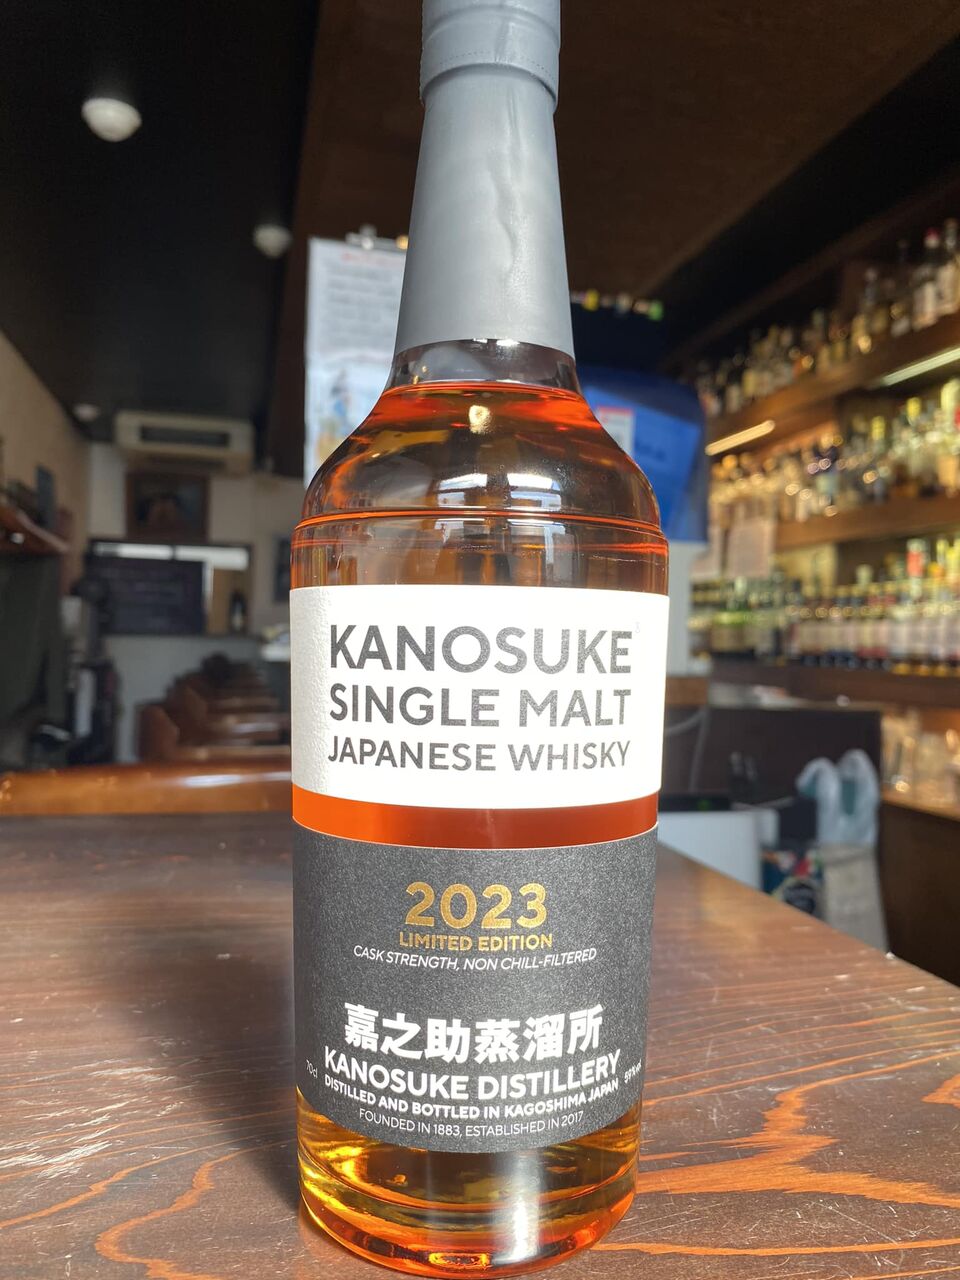 KANOSUKE
SINGLE MALT
JAPANESE WHISKY
2023
LIMITED EDITION
CASK STRENGTH, NON CHILL-FILTERED
嘉之助蒸溜所
KANOSUKE DISTILLERY
70cl
DISTILLED AND BOTTLED IN KAGOSHIMA JAPAN
FOUNDED IN 1883, ESTABLISHED IN 2017